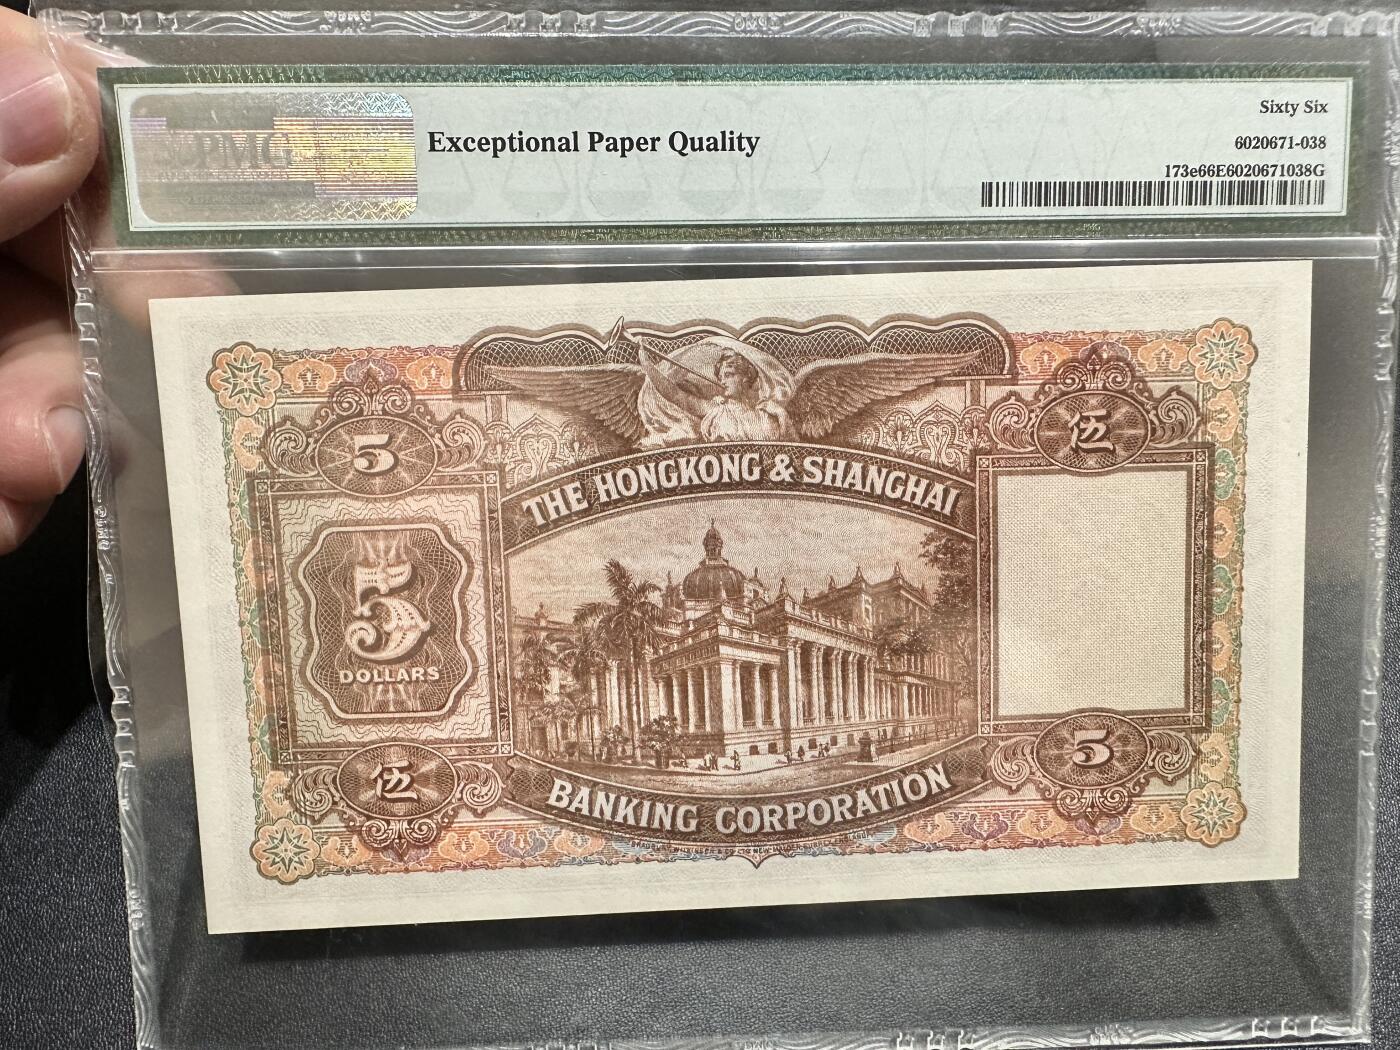 PMG
Exceptional Paper Quality
Sixty Six
6020671-038
173e66E6020671038G
5
伍
THE HONGKONG & SHANGHAI
5
DOLLARS
伍
5
BANKING CORPORATION